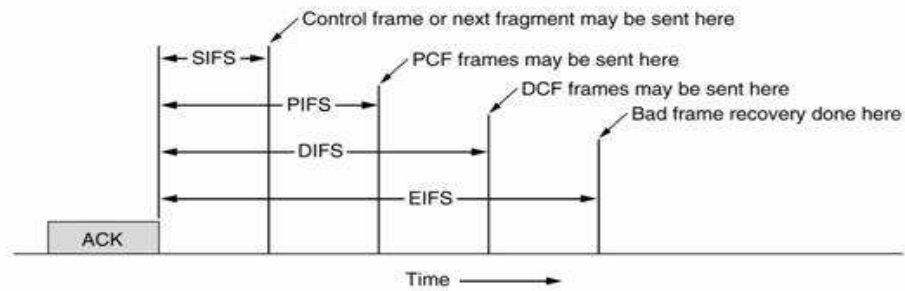 Control frame or next fragment may be sent here
SIFS
PCF frames may be sent here
PIFS
DCF frames may be sent here
Bad frame recovery done here
DIFS
EIFS
ACK
Time